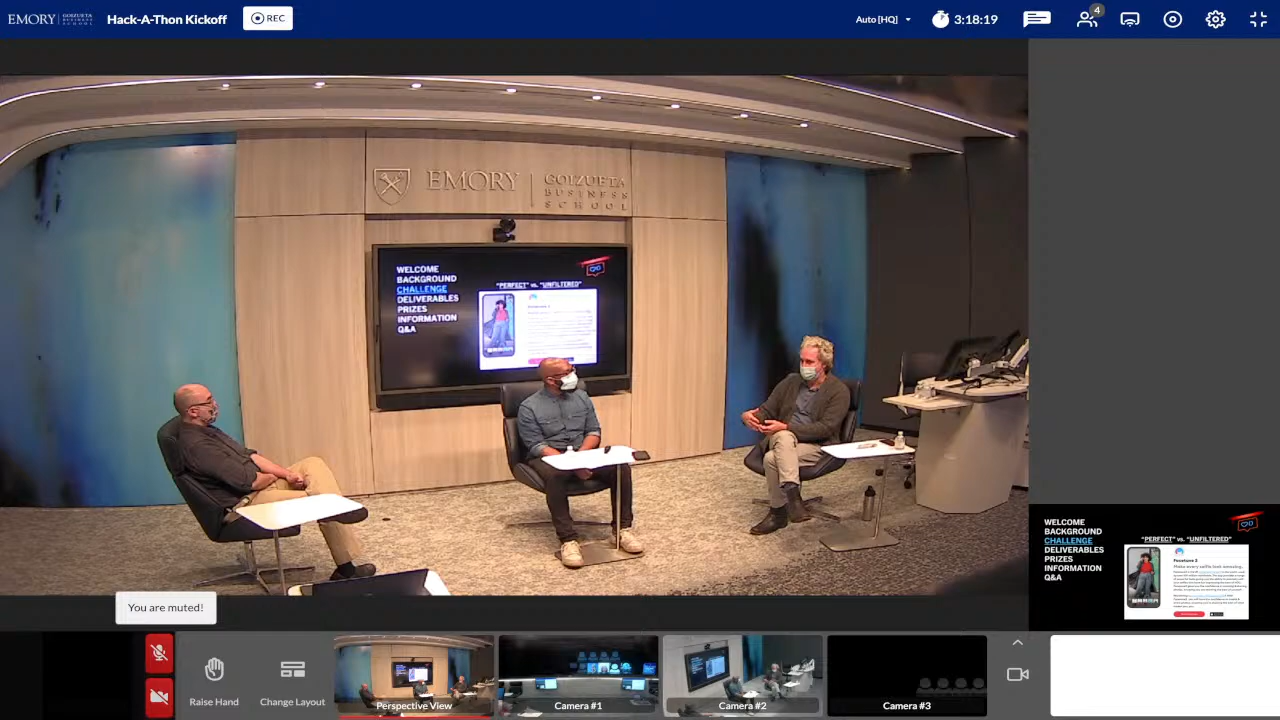 EMORY GOIZUETA BUSINESS SCHOOL
Hack-A-Thon Kickoff
REC
Auto [HQ]
3:18:19
4
EMORY
GOIZUETA
BUSINESS
SCHOOL
WELCOME
BACKGROUND
CHALLENGE
DELIVERABLES
PRIZES
INFORMATION
Q&A
"PERFECT" vs. "UNFILTERED"
WELCOME
BACKGROUND
CHALLENGE
DELIVERABLES
PRIZES
INFORMATION
Q&A
"PERFECT" vs. "UNFILTERED"
Facetune 2
Make every selfie look amazing.
You are muted!
Raise Hand
Change Layout
Perspective View
Camera #1
Camera #2
Camera #3